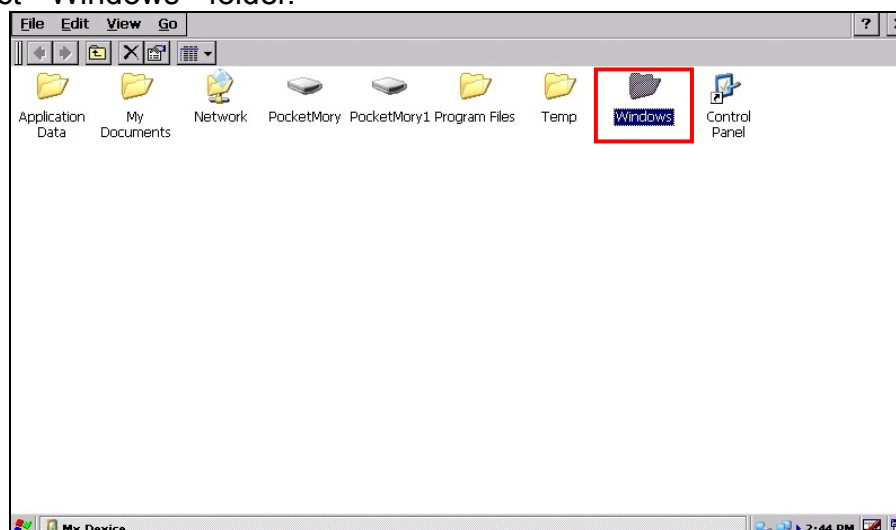 "Windows" folder.
File Edit View Go ?
Application Data
My Documents
Network
PocketMory
PocketMory1
Program Files
Temp
Windows
Control Panel
My Device
2:44 PM